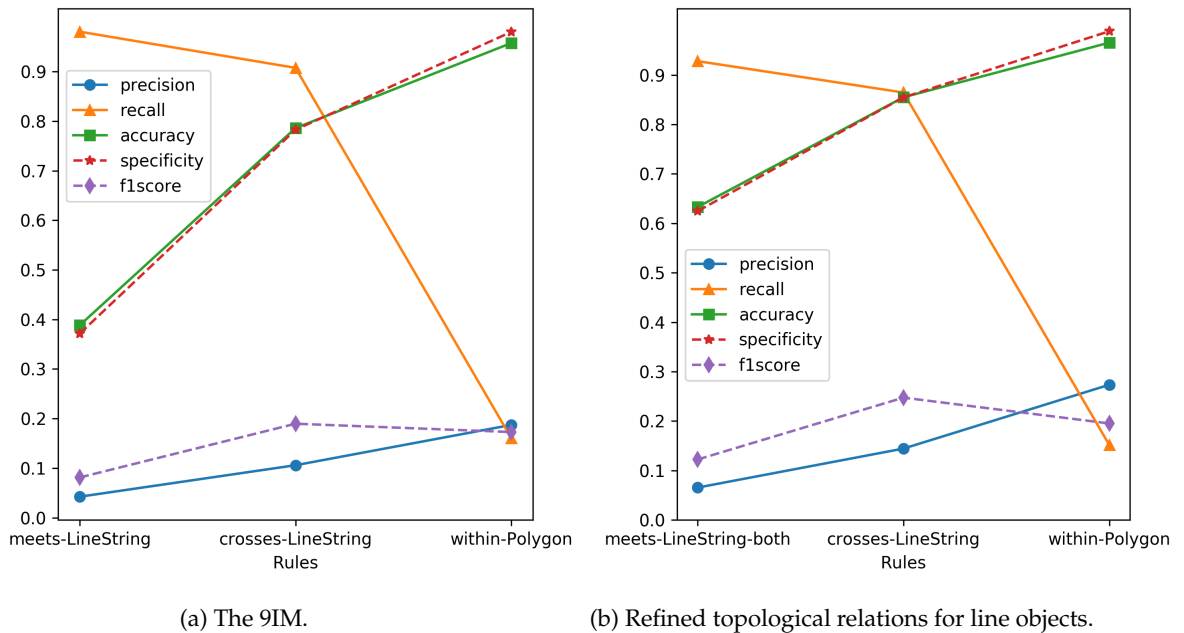 0.9
0.8
0.7
0.6
0.5
0.4
0.3
0.2
0.1
0.0
precision
recall
accuracy
specificity
f1score
meets-LineString crosses-LineString within-Polygon
Rules
(a) The 9IM.
0.9
0.8
0.7
0.6
0.5
0.4
0.3
0.2
0.1
0.0
precision
recall
accuracy
specificity
f1score
meets-LineString-both crosses-LineString within-Polygon
Rules
(b) Refined topological relations for line objects.